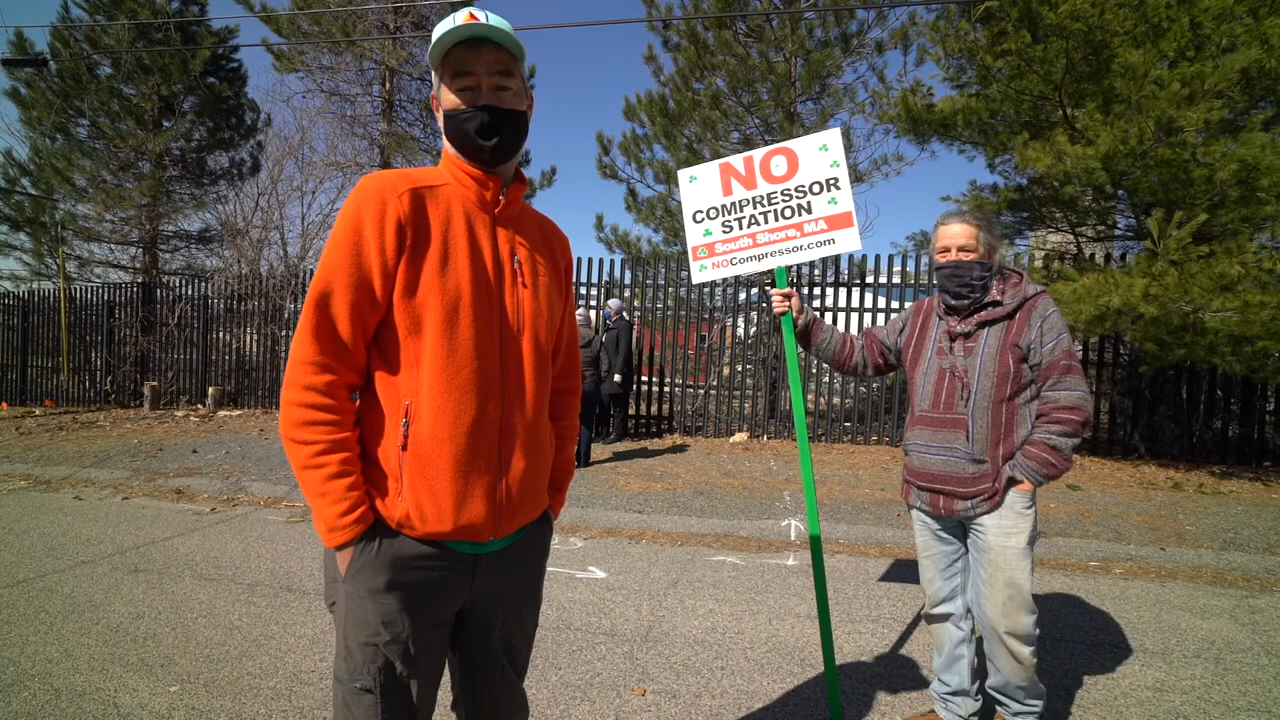 NO
COMPRESSOR
STATION
South Shore, MA
NOCompressor.com